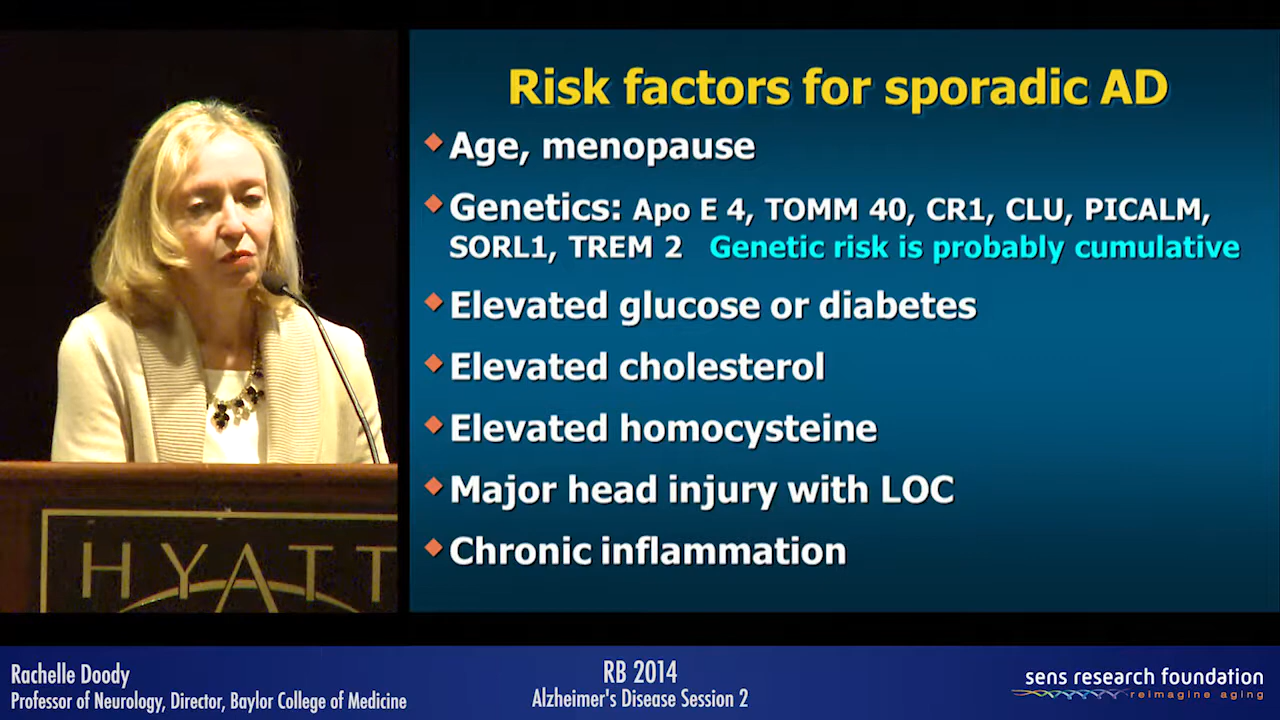 Risk factors for sporadic AD
Age, menopause
Genetics: Apo E 4, TOMM 40, CR1, CLU, PICALM,
SORL1, TREM 2 Genetic risk is probably cumulative
Elevated glucose or diabetes
Elevated cholesterol
Elevated homocysteine
Major head injury with LOC
Chronic inflammation
HYATT
Rachelle Doody
Professor of Neurology, Director, Baylor College of Medicine
RB 2014
Alzheimer's Disease Session 2
sens research foundation
reimagine aging